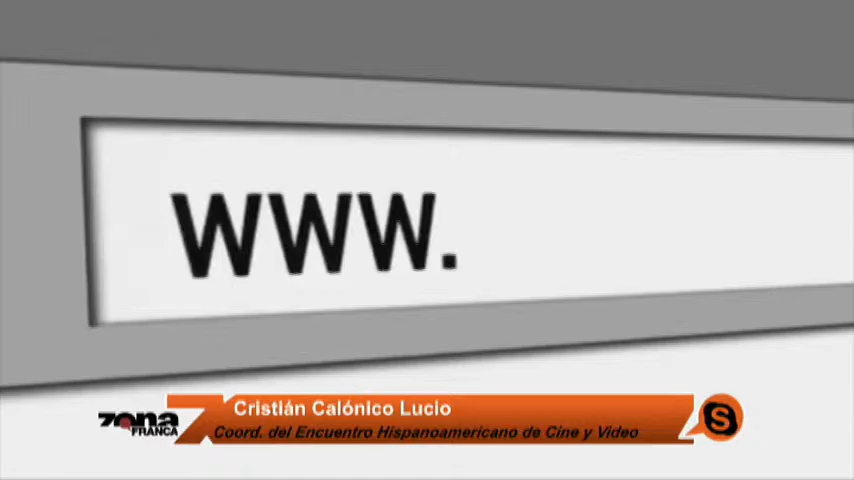 www.
Cristián Calónico Lucio
zona
FRANCA
Coord. del Encuentro Hispanoamericano de Cine y Video
S